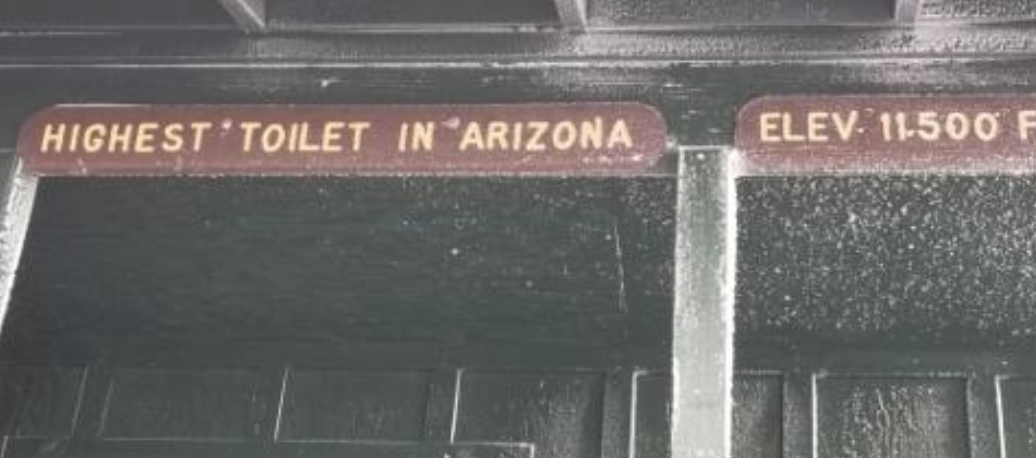 HIGHEST TOILET IN ARIZONA
ELEV. 11.500 F